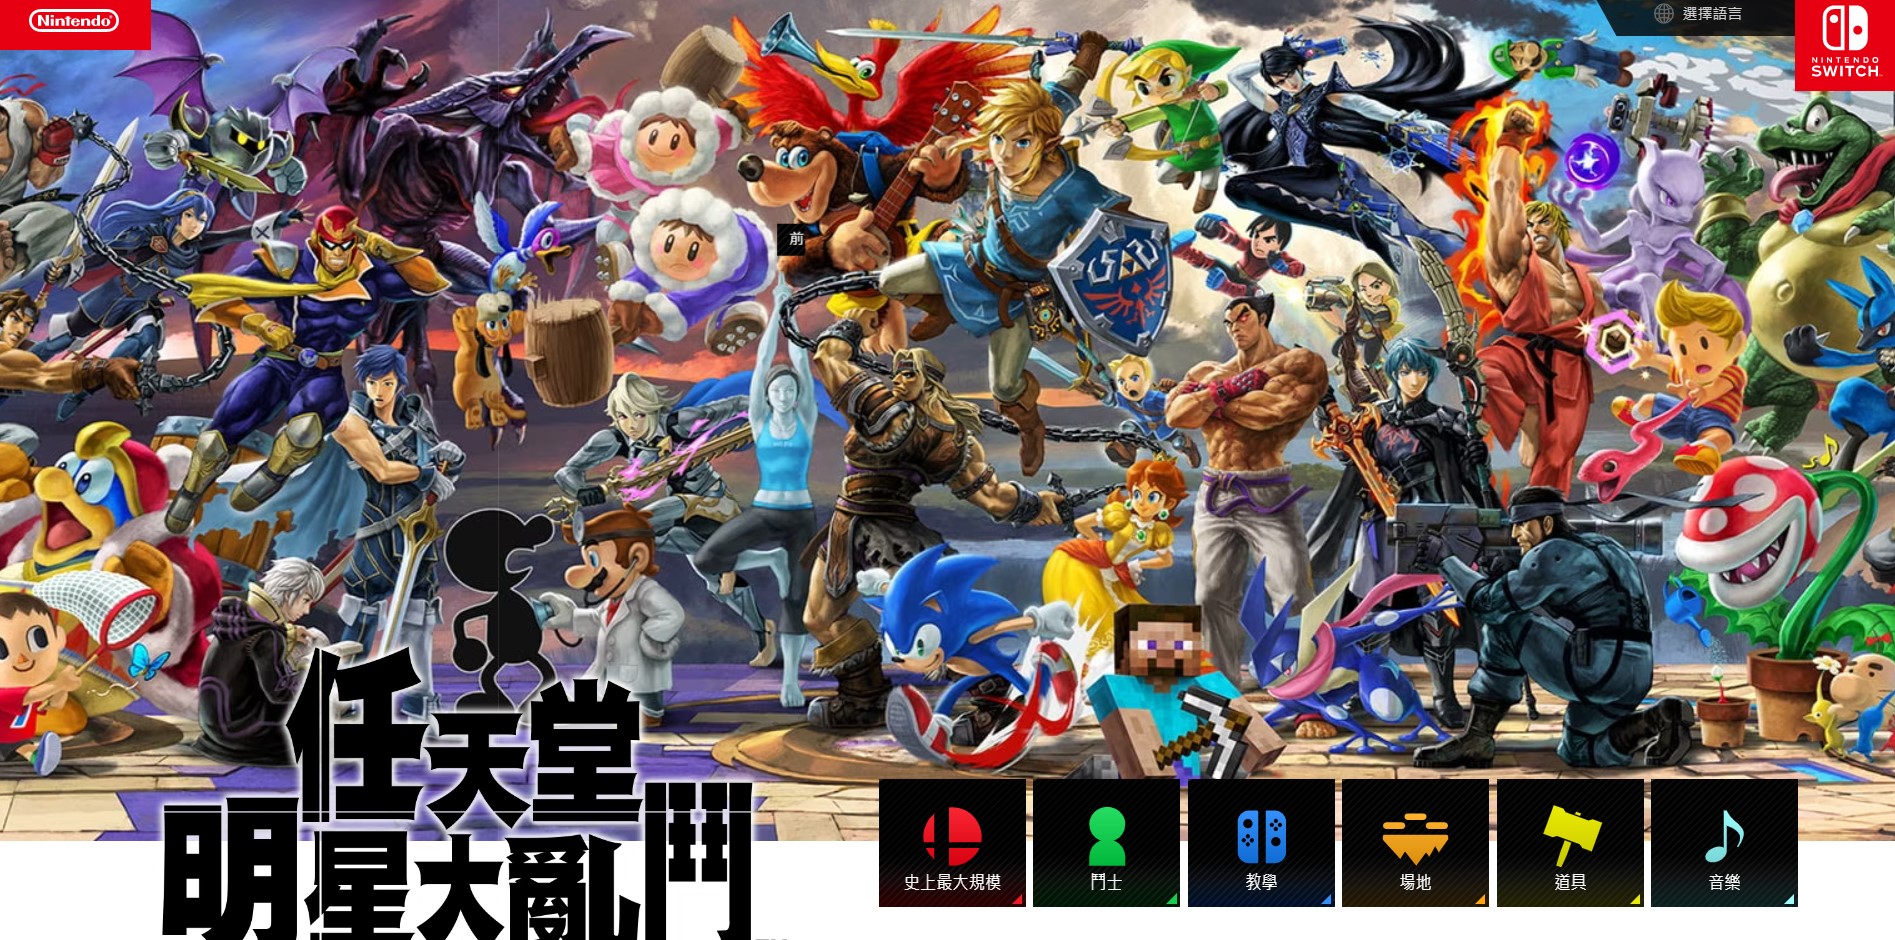 Nintendo
選擇語言
NINTENDO
SWITCH
前
任天堂
明星大亂鬥
史上最大規模
鬥士
教學
場地
道具
音樂